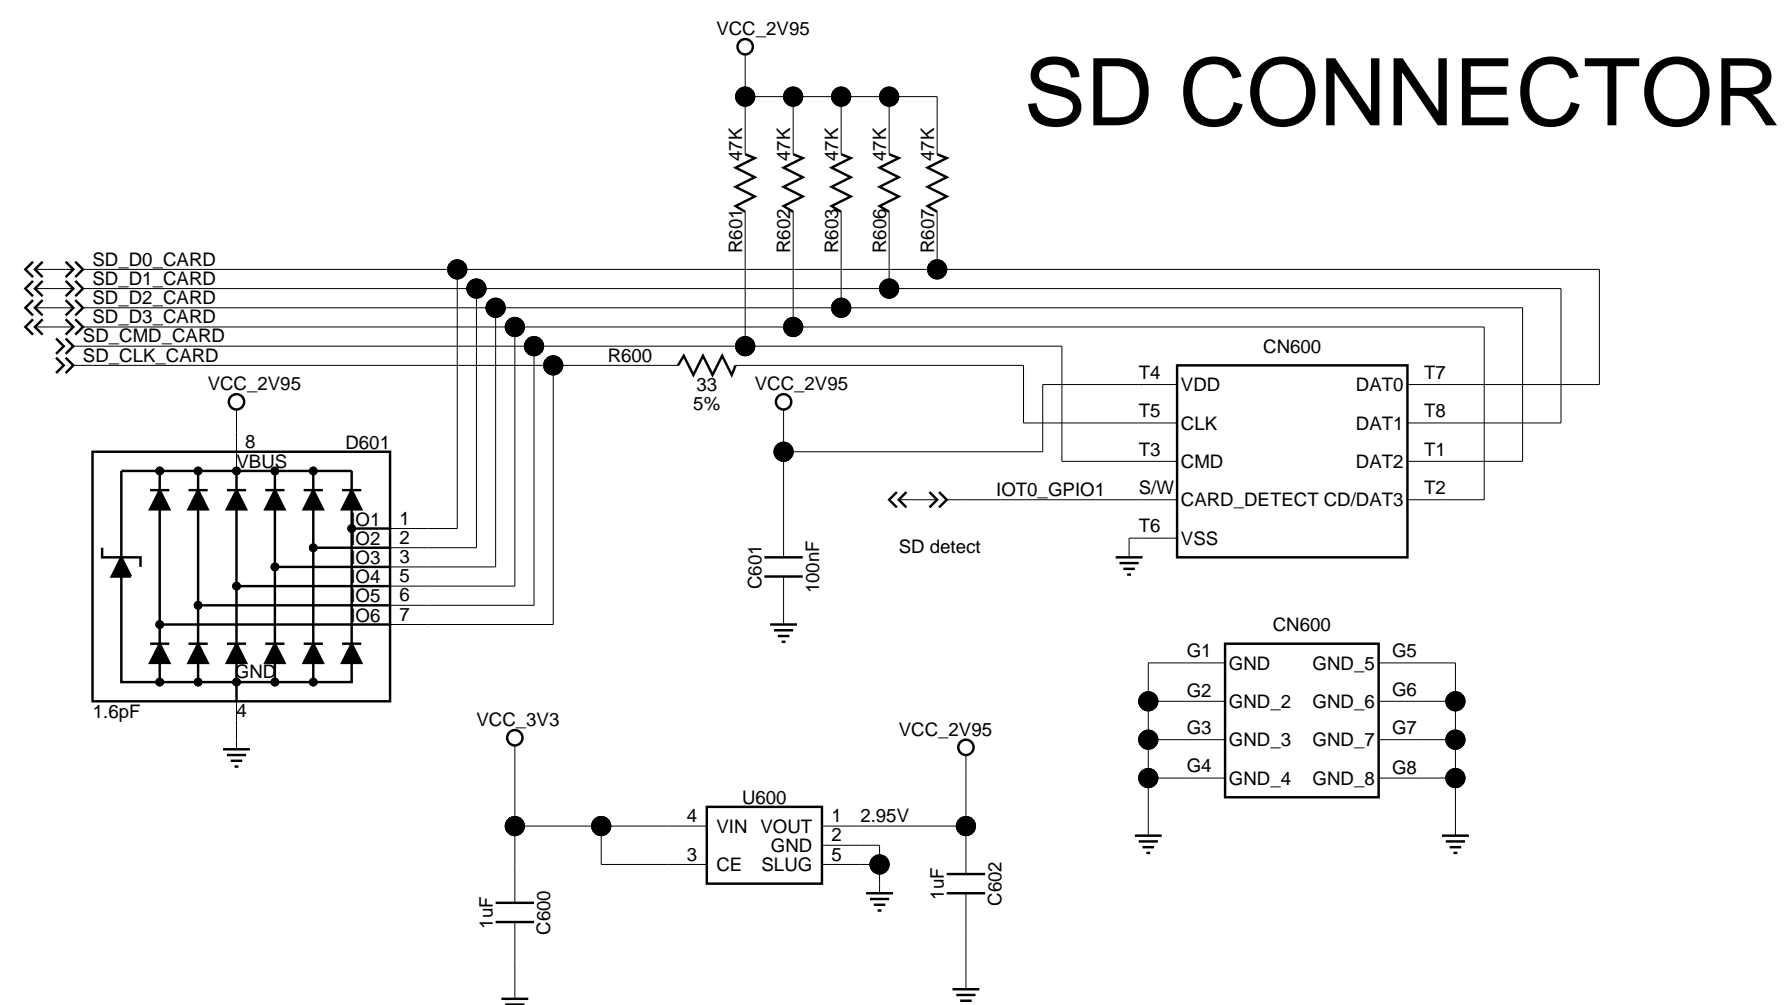 VCC_2V95
SD CONNECTOR
47K
47K
47K
47K
47K
R601
R602
R603
R606
R607
SD_D0_CARD
SD_D1_CARD
SD_D2_CARD
SD_D3_CARD
SD_CMD_CARD
SD_CLK_CARD
R600
33
5%
VCC_2V95
VCC_2V95
CN600
T4 VDD DAT0 T7
T5 CLK DAT1 T8
T3 CMD DAT2 T1
IOT0_GPIO1 S/W CARD_DETECT CD/DAT3 T2
T6 VSS
SD detect
C601
100nF
8 D601
VBUS
O1 1
O2 2
O3 3
O4 5
O5 6
O6 7
GND
1.6pF 4
CN600
G1 GND GND_5 G5
G2 GND_2 GND_6 G6
G3 GND_3 GND_7 G7
G4 GND_4 GND_8 G8
VCC_3V3
VCC_2V95
U600
4 VIN VOUT 1 2.95V
GND 2
3 CE SLUG 5
1uF
C600
1uF
C602